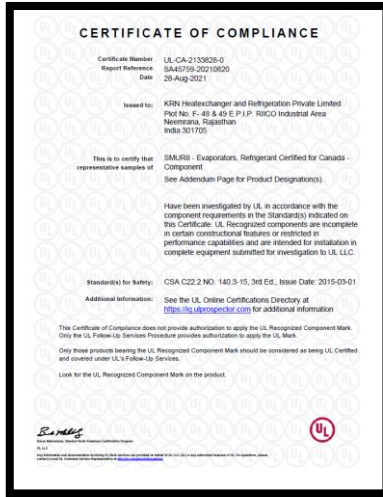 CERTIFICATE OF COMPLIANCE
Certificate Number UL-CA-2133828-0
Report Reference SA45759-20210820
Date 28-Aug-2021
Issued to: KRN Heatexchanger and Refrigeration Private Limited
Plot No. F- 48 & 49 E.P.I.P. RIICO Industrial Area
Neemrana, Rajasthan
India 301705
This is to certify that SMUR8 - Evaporators, Refrigerant Certified for Canada -
representative samples of Component
See Addendum Page for Product Designation(s).
Have been investigated by UL in accordance with the
component requirements in the Standard(s) indicated on
this Certificate. UL Recognized components are incomplete
in certain constructional features or restricted in
performance capabilities and are intended for installation in
complete equipment submitted for investigation to UL LLC.
Standard(s) for Safety: CSA C22.2 NO. 140.3-15, 3rd Ed., Issue Date: 2015-03-01
Additional Information: See the UL Online Certifications Directory at
https://iq.ulprospector.com for additional information
This Certificate of Compliance does not provide authorization to apply the UL Recognized Component Mark.
Only the UL Follow-Up Services Procedure provides authorization to apply the UL Mark.
Only those products bearing the UL Recognized Component Mark should be considered as being UL Certified
and covered under UL's Follow-Up Services.
Look for the UL Recognized Component Mark on the product.
UL
UL LLC